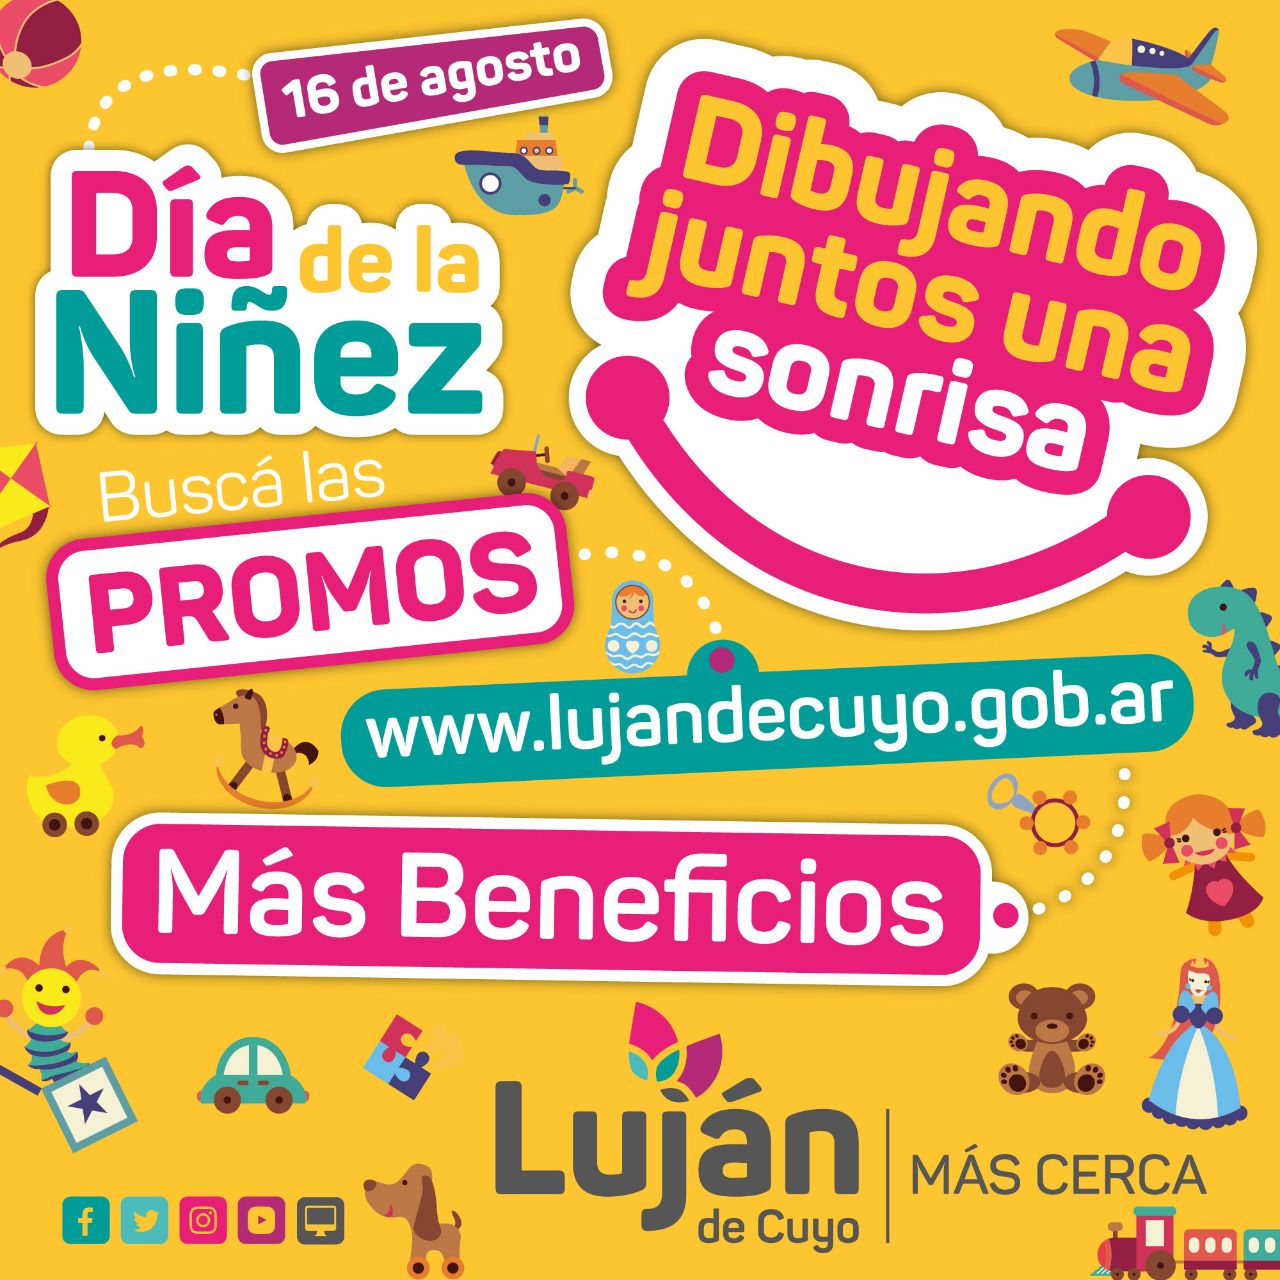 16 de agosto
Día de la
Niñez
Dibujando
juntos una
sonrisa
Buscá las
PROMOS
www.lujandecuyo.gob.ar
Más Beneficios
Luján
de Cuyo
MÁS CERCA